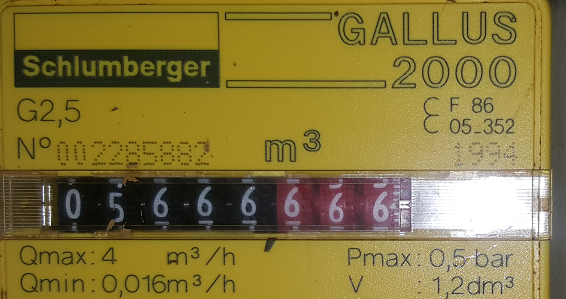 GALLUS
Schlumberger 2000
G2,5 F 86
05_352
N° 002285882 m³ 1994
0 5 6 6 6 6 6 6
Qmax: 4 m³/h Pmax: 0,5 bar
Qmin: 0,016m³/h V : 1,2dm³